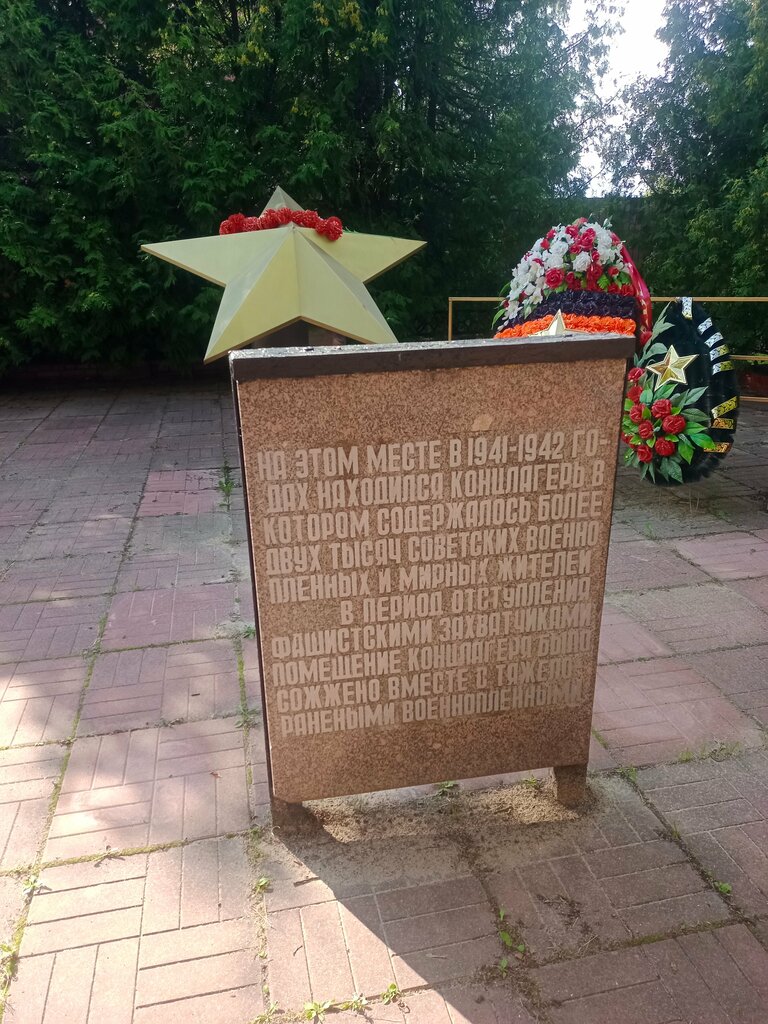 НА ЭТОМ МЕСТЕ В 1941-1942 ГО-
ДАХ НАХОДИЛСЯ КОНЦЛАГЕРЬ В
КОТОРОМ СОДЕРЖАЛОСЬ БОЛЕЕ
ДВУХ ТЫСЯЧ СОВЕТСКИХ ВОЕННО
ПЛЕННЫХ И МИРНЫХ ЖИТЕЛЕЙ
В ПЕРИОД ОТСТУПЛЕНИЯ
ФАШИСТСКИМИ ЗАХВАТЧИКАМИ
ПОМЕЩЕНИЕ КОНЦЛАГЕРЯ БЫЛО
СОЖЖЕНО ВМЕСТЕ С ТЯЖЕЛО-
РАНЕНЫМИ ВОЕННОПЛЕННЫМИ